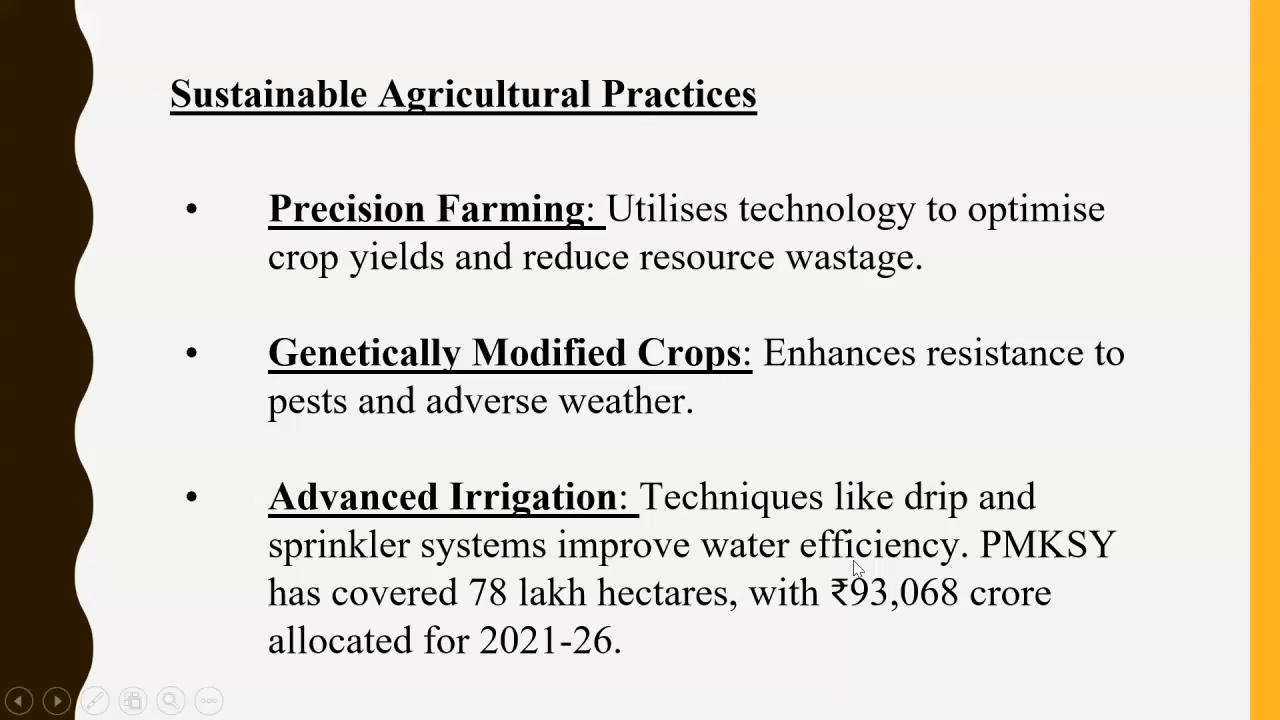 Sustainable Agricultural Practices
• Precision Farming: Utilises technology to optimise
crop yields and reduce resource wastage.
• Genetically Modified Crops: Enhances resistance to
pests and adverse weather.
• Advanced Irrigation: Techniques like drip and
sprinkler systems improve water efficiency. PMKSY
has covered 78 lakh hectares, with ₹93,068 crore
allocated for 2021-26.